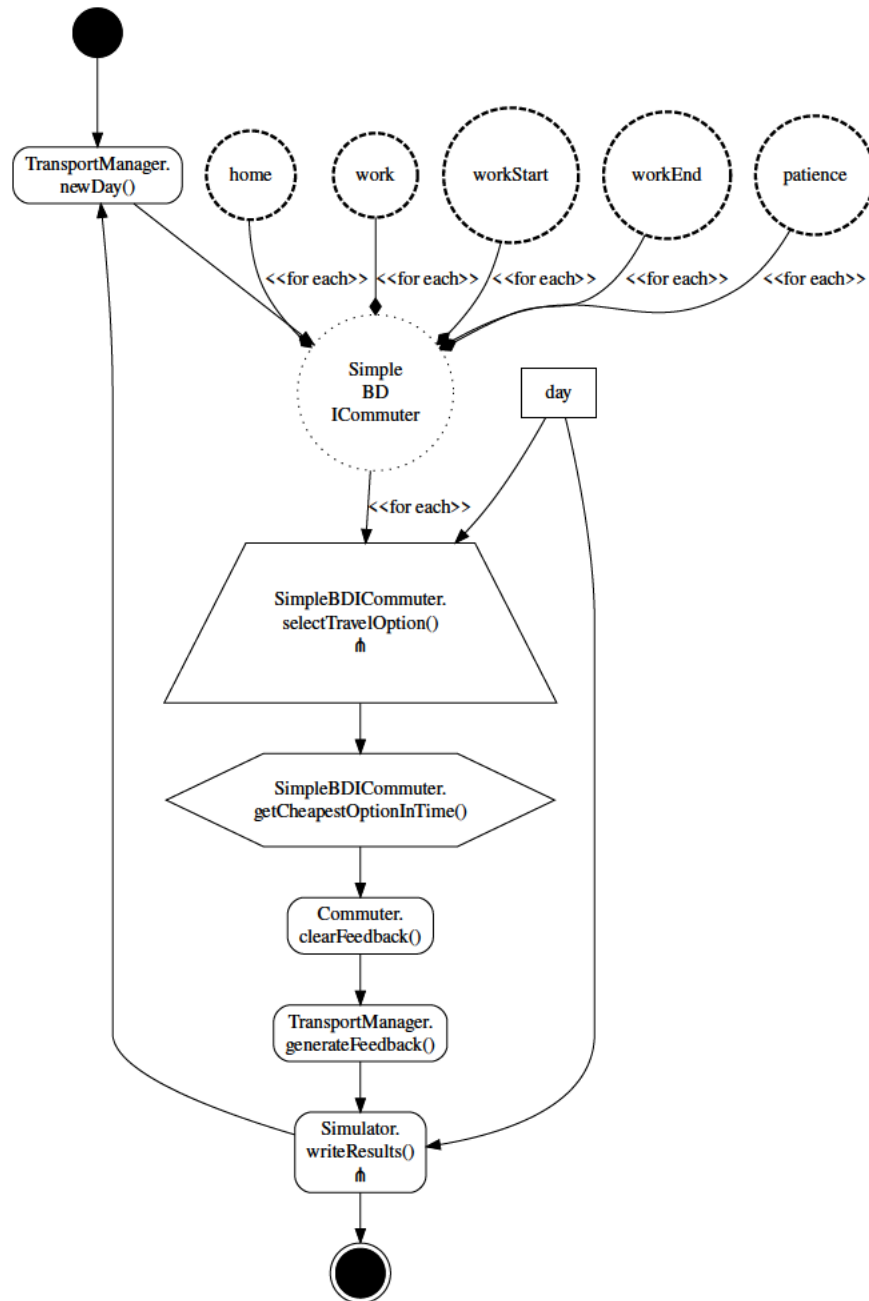 TransportManager.
newDay()
home
work
workStart
workEnd
patience
<<for each>>
<<for each>>
<<for each>>
<<for each>>
<<for each>>
Simple
BD
ICommuter
day
<<for each>>
SimpleBDICommuter.
selectTravelOption()
⋔
SimpleBDICommuter.
getCheapestOptionInTime()
Commuter.
clearFeedback()
TransportManager.
generateFeedback()
Simulator.
writeResults()
⋔